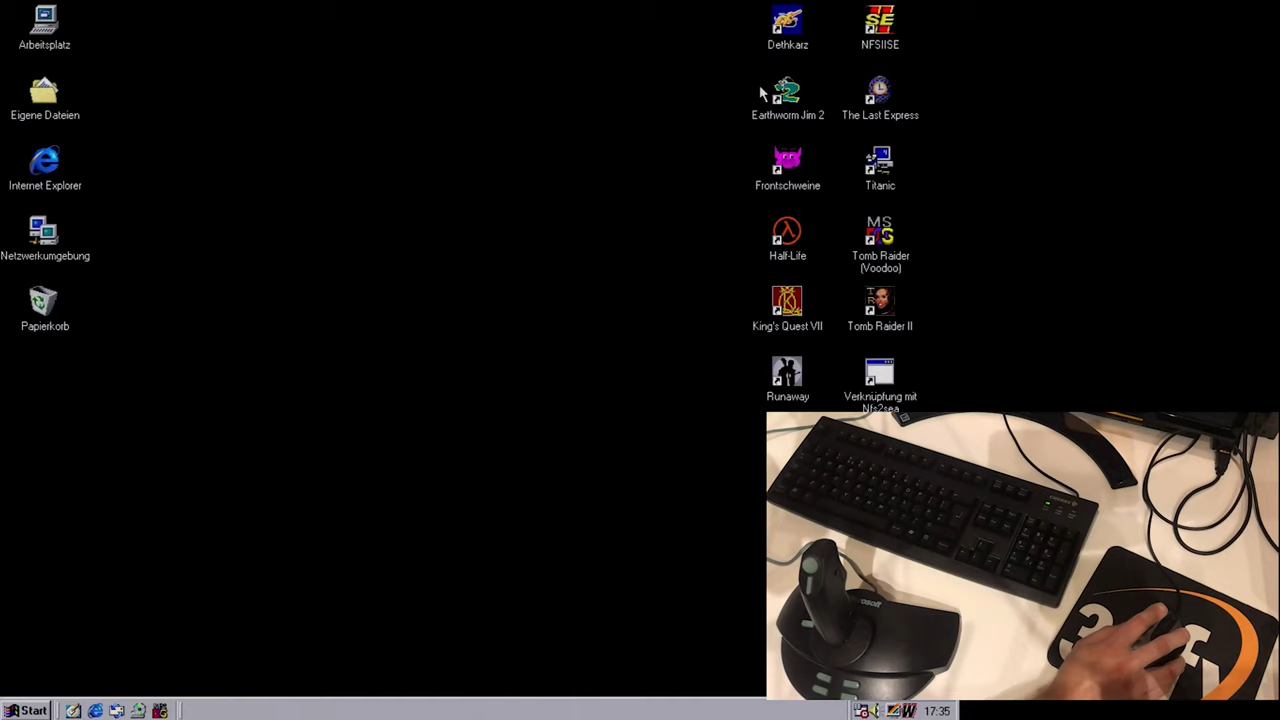 Arbeitsplatz
Eigene Dateien
Internet Explorer
Netzwerkumgebung
Papierkorb
Dethkarz
NFSIISE
Earthworm Jim 2
The Last Express
Frontschweine
Titanic
Half-Life
MS
Tomb Raider
(Voodoo)
King's Quest VII
Tomb Raider II
Runaway
Verknüpfung mit
Nfs2sea
Start
17:35